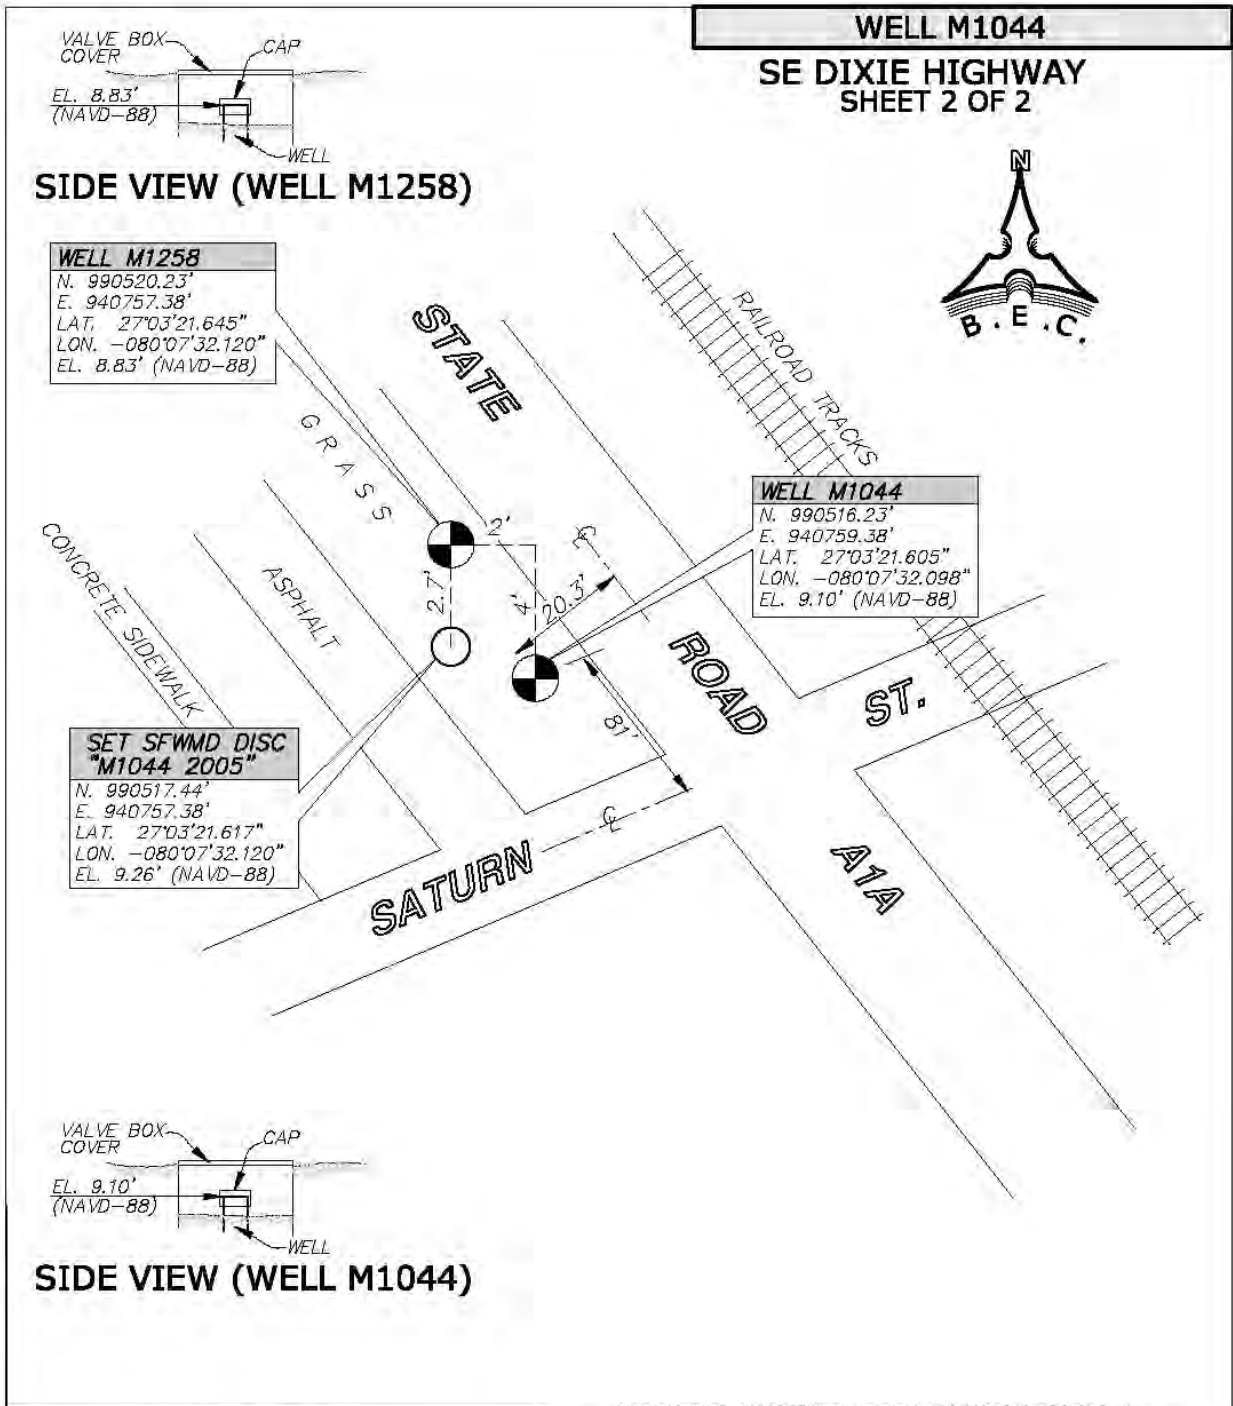 WELL M1044
SE DIXIE HIGHWAY
SHEET 2 OF 2
VALVE BOX
COVER
CAP
EL. 8.83'
(NAVD-88)
WELL
SIDE VIEW (WELL M1258)
N
B.E.C.
WELL M1258
N. 990520.23'
E. 940757.38'
LAT. 27°03'21.645"
LON. -080°07'32.120"
EL. 8.83' (NAVD-88)
STATE
RAILROAD TRACKS
GRASS
WELL M1044
N. 990516.23'
E. 940759.38'
LAT. 27°03'21.605"
LON. -080°07'32.098"
EL. 9.10' (NAVD-88)
2'
℄
CONCRETE SIDEWALK
ASPHALT
2.7'
4'
20.3'
ROAD
ST.
81'
SET SFWMD DISC
"M1044 2005"
N. 990517.44'
E. 940757.38'
LAT. 27°03'21.617"
LON. -080°07'32.120"
EL. 9.26' (NAVD-88)
℄
SATURN
A1A
VALVE BOX
COVER
CAP
EL. 9.10'
(NAVD-88)
WELL
SIDE VIEW (WELL M1044)